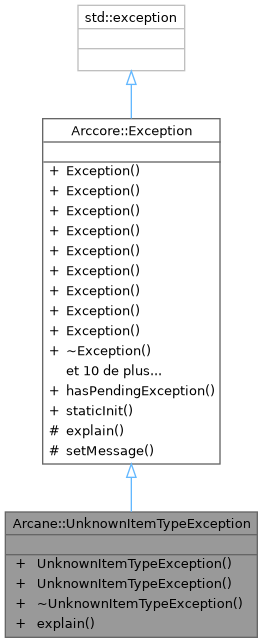 std::exception
Arccore::Exception
+ Exception()
+ Exception()
+ Exception()
+ Exception()
+ Exception()
+ Exception()
+ Exception()
+ Exception()
+ Exception()
+ ~Exception()
et 10 de plus...
+ hasPendingException()
+ staticInit()
# explain()
# setMessage()
Arcane::UnknownItemTypeException
+ UnknownItemTypeException()
+ UnknownItemTypeException()
+ ~UnknownItemTypeException()
+ explain()